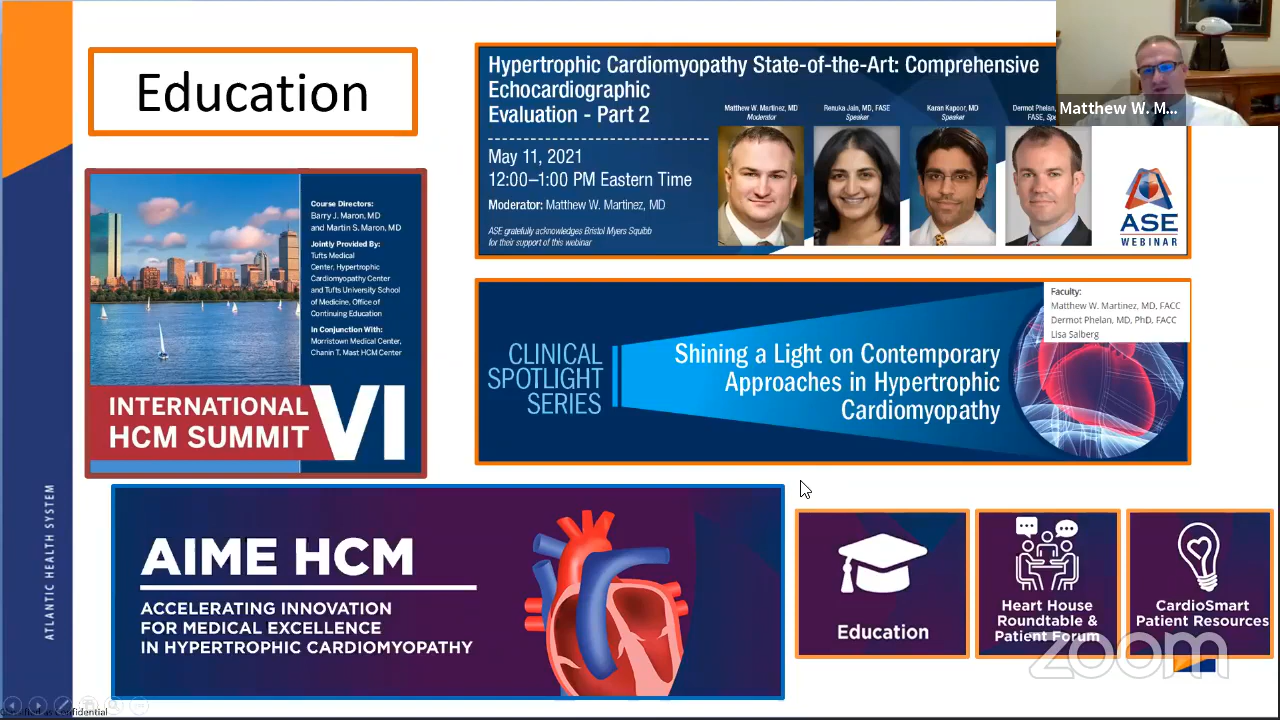 Education
Hypertrophic Cardiomyopathy State-of-the-Art: Comprehensive
Echocardiographic
Evaluation - Part 2
May 11, 2021
12:00–1:00 PM Eastern Time
Moderator: Matthew W. Martinez, MD
ASE gratefully acknowledges Bristol Myers Squibb
for their support of this webinar
Matthew W. Martinez, MD
Moderator
Renuka Jain, MD, FASE
Speaker
Karan Kapoor, MD
Speaker
Dermot Phelan,
FASE,
ASE
WEBINAR
Matthew W. M...
Course Directors:
Barry J. Maron, MD
and Martin S. Maron, MD
Jointly Provided By:
Tufts Medical
Center, Hypertrophic
Cardiomyopathy Center
and Tufts University School
of Medicine, Office of
Continuing Education
In Conjunction With:
Morristown Medical Center,
Chanin T. Mast HCM Center
INTERNATIONAL
HCM SUMMIT
VI
CLINICAL
SPOTLIGHT
SERIES
Shining a Light on Contemporary
Approaches in Hypertrophic
Cardiomyopathy
Faculty:
Matthew W. Martinez, MD, FACC
Dermot Phelan, MD, PhD, FACC
Lisa Salberg
AIME HCM
ACCELERATING INNOVATION
FOR MEDICAL EXCELLENCE
IN HYPERTROPHIC CARDIOMYOPATHY
Education
Heart House
Roundtable &
Patient Forum
CardioSmart
Patient Resources
zoom
ATLANTIC HEALTH SYSTEM
Confidential